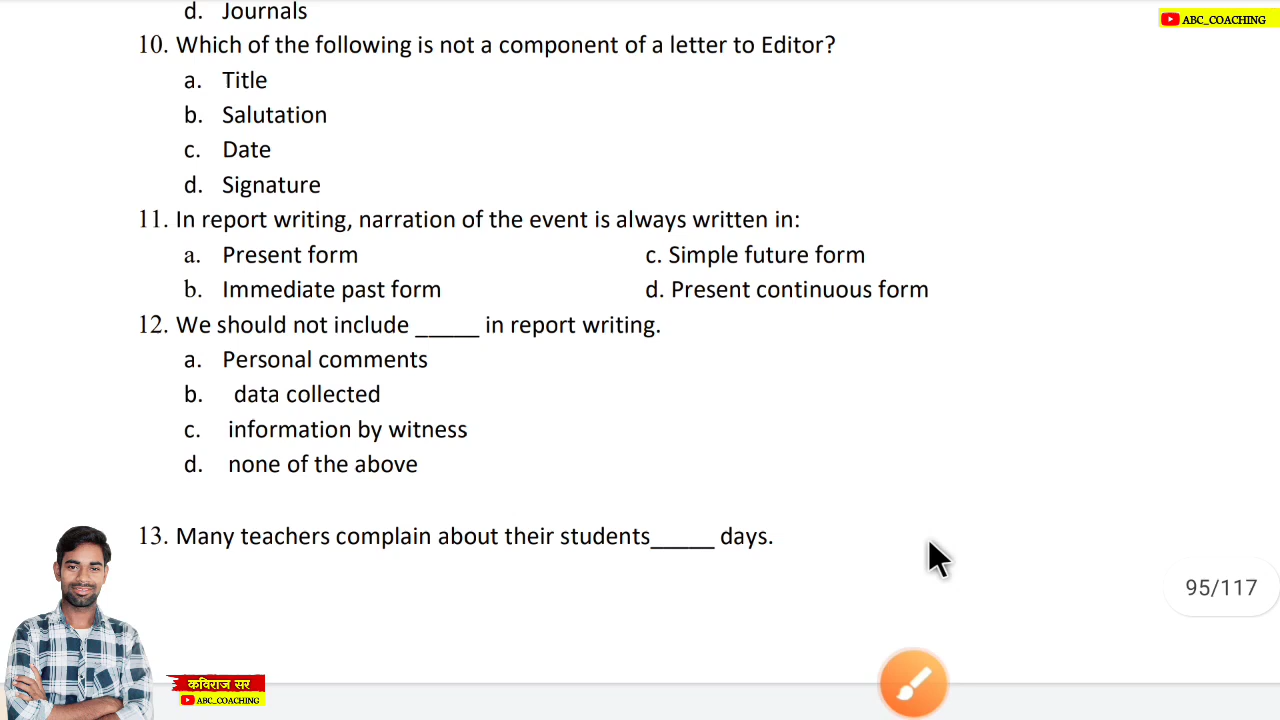 d. Journals
ABC_COACHING
10. Which of the following is not a component of a letter to Editor?
a. Title
b. Salutation
c. Date
d. Signature
11. In report writing, narration of the event is always written in:
a. Present form c. Simple future form
b. Immediate past form d. Present continuous form
12. We should not include _____ in report writing.
a. Personal comments
b. data collected
c. information by witness
d. none of the above
13. Many teachers complain about their students_____ days.
95/117
कविराज सर
ABC_COACHING